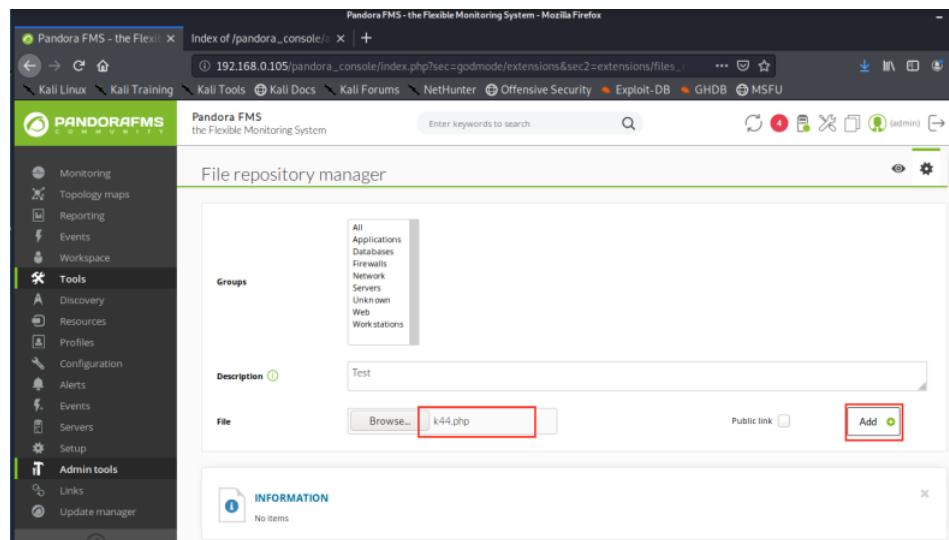 Pandora FMS - the Flexible Monitoring System - Mozilla Firefox
Pandora FMS - the Flexib
Index of /pandora_console/a
192.168.0.105/pandora_console/index.php?sec=godmode/extensions&sec2=extensions/files_
Kali Linux Kali Training Kali Tools Kali Docs Kali Forums NetHunter Offensive Security Exploit-DB GHDB MSFU
PANDORAFMS
COMMUNITY
Pandora FMS
the Flexible Monitoring System
Enter keywords to search
4
(admin)
Monitoring
Topology maps
Reporting
Events
Workspace
Tools
Discovery
Resources
Profiles
Configuration
Alerts
Events
Servers
Setup
Admin tools
Links
Update manager
File repository manager
Groups
All
Applications
Databases
Firewalls
Network
Servers
Unknown
Web
Workstations
Description
Test
File
Browse...
k44.php
Public link
Add
INFORMATION
No items